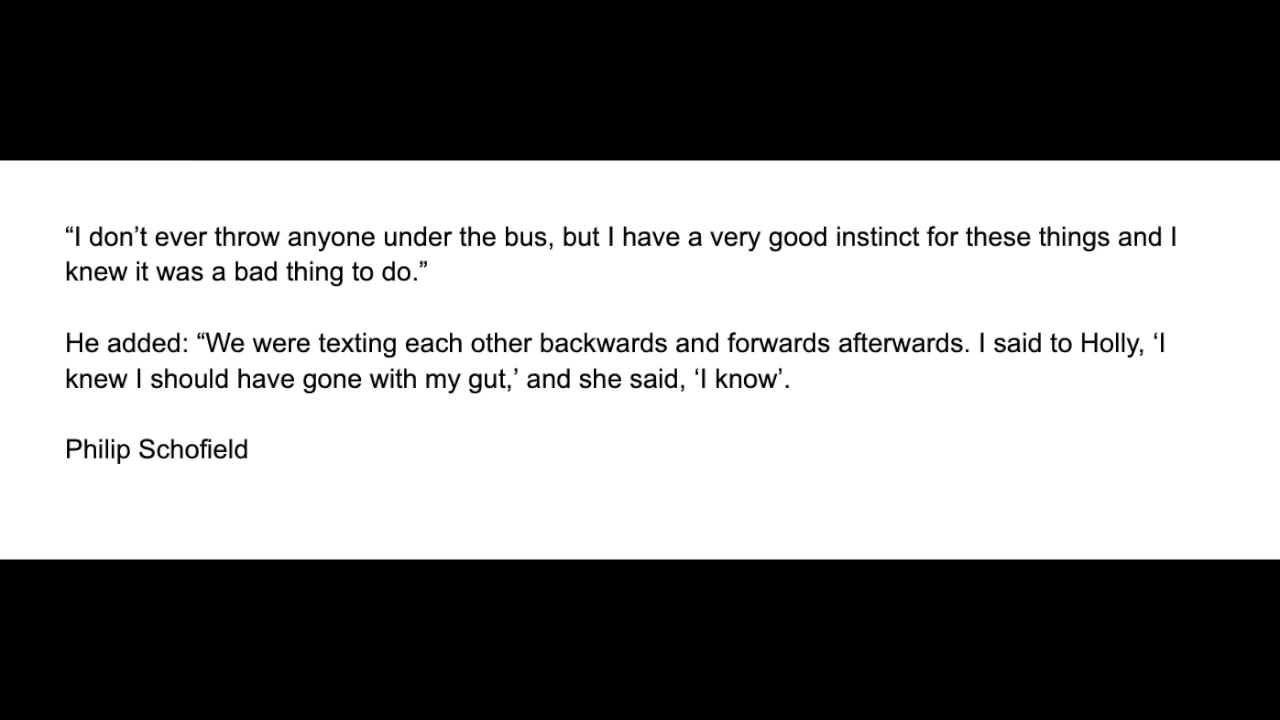 “I don’t ever throw anyone under the bus, but I have a very good instinct for these things and I
knew it was a bad thing to do.”
He added: “We were texting each other backwards and forwards afterwards. I said to Holly, ‘I
knew I should have gone with my gut,’ and she said, ‘I know’.
Philip Schofield